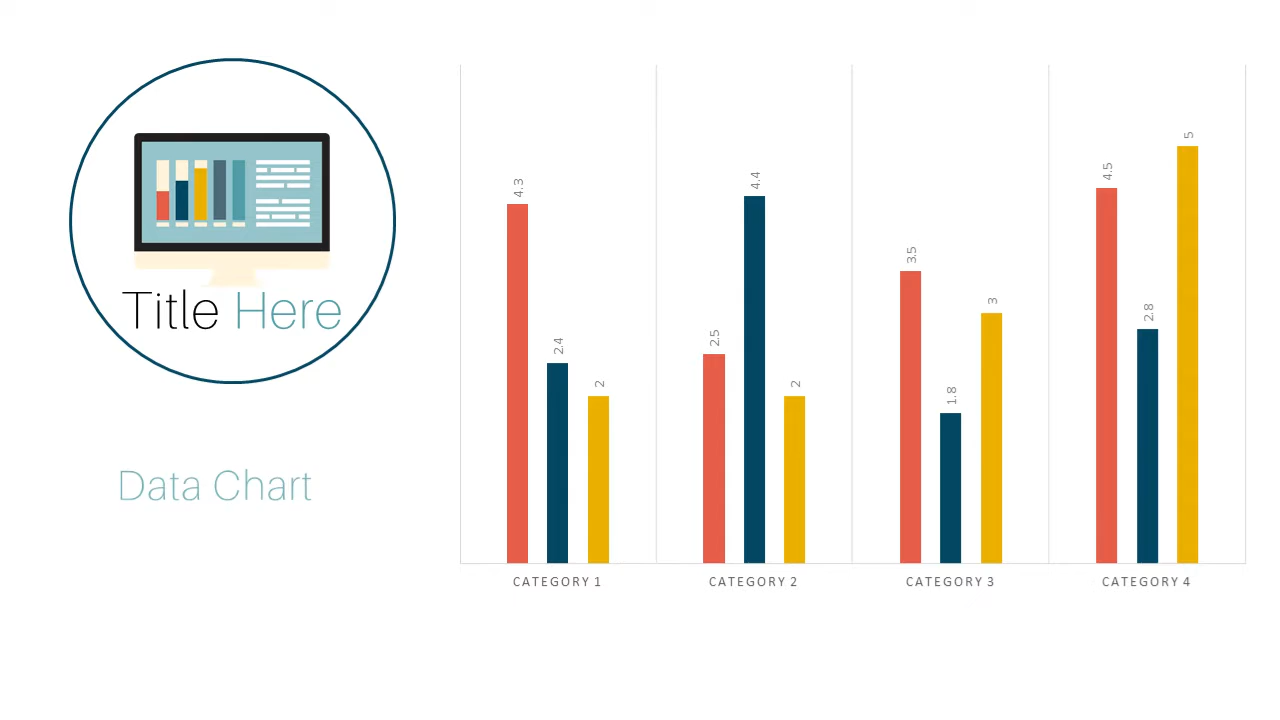 Title Here
Data Chart
4.3
2.4
2
2.5
4.4
2
3.5
1.8
3
4.5
2.8
5
CATEGORY 1
CATEGORY 2
CATEGORY 3
CATEGORY 4